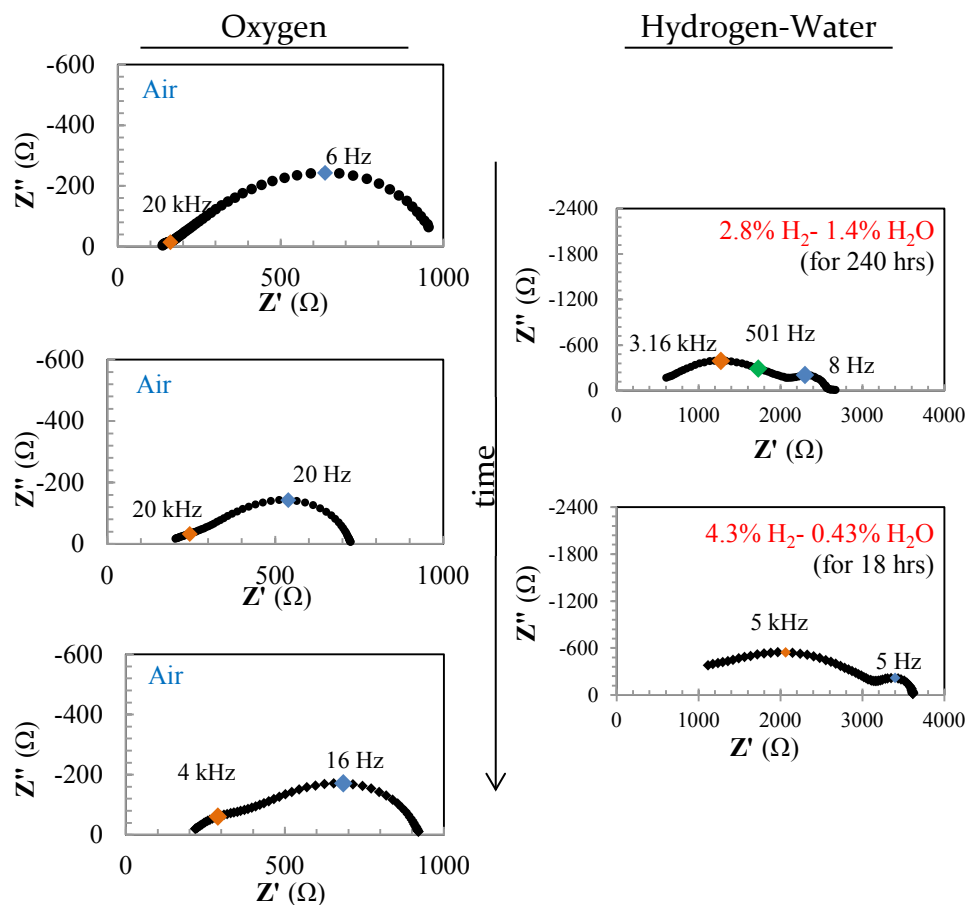 Oxygen
Hydrogen-Water
-600
-400
-200
0
Z'' (Ω)
Air
6 Hz
20 kHz
0
500
1000
Z' (Ω)
-600
-400
-200
0
Z'' (Ω)
Air
20 Hz
20 kHz
0
500
1000
Z' (Ω)
-600
-400
-200
0
Z'' (Ω)
Air
16 Hz
4 kHz
0
500
1000
Z' (Ω)
time
-2400
-1800
-1200
-600
0
Z'' (Ω)
2.8% H₂- 1.4% H₂O
(for 240 hrs)
501 Hz
3.16 kHz
8 Hz
0
1000
2000
3000
4000
Z' (Ω)
-2400
-1800
-1200
-600
0
Z'' (Ω)
4.3% H₂- 0.43% H₂O
(for 18 hrs)
5 kHz
5 Hz
0
1000
2000
3000
4000
Z' (Ω)